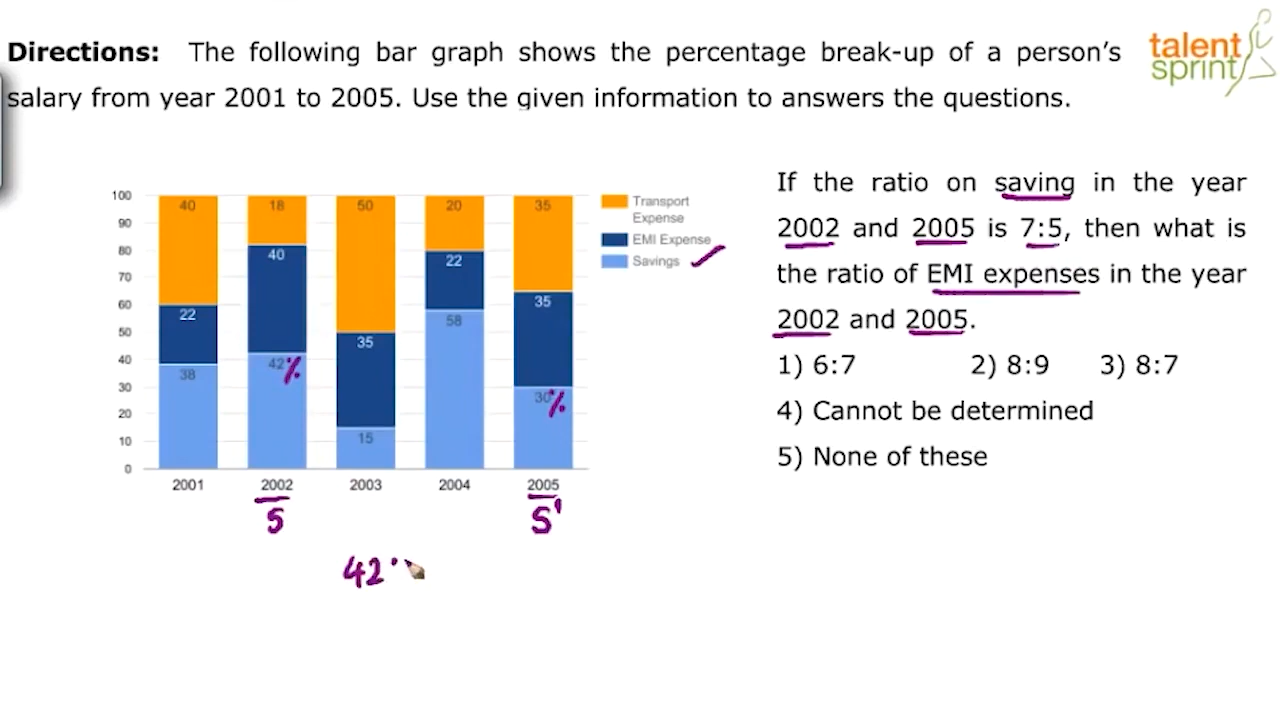 Directions: The following bar graph shows the percentage break-up of a person's
salary from year 2001 to 2005. Use the given information to answers the questions.
talent
sprint
If the ratio on saving in the year
2002 and 2005 is 7:5, then what is
the ratio of EMI expenses in the year
2002 and 2005.
1) 6:7 2) 8:9 3) 8:7
4) Cannot be determined
5) None of these
100
90
80
70
60
50
40
30
20
10
0
40 18 50 20 35
22 40 35 22 35
38 42% 15 58 30%
2001 2002 2003 2004 2005
Transport
Expense
EMI Expense
Savings
S S'
42